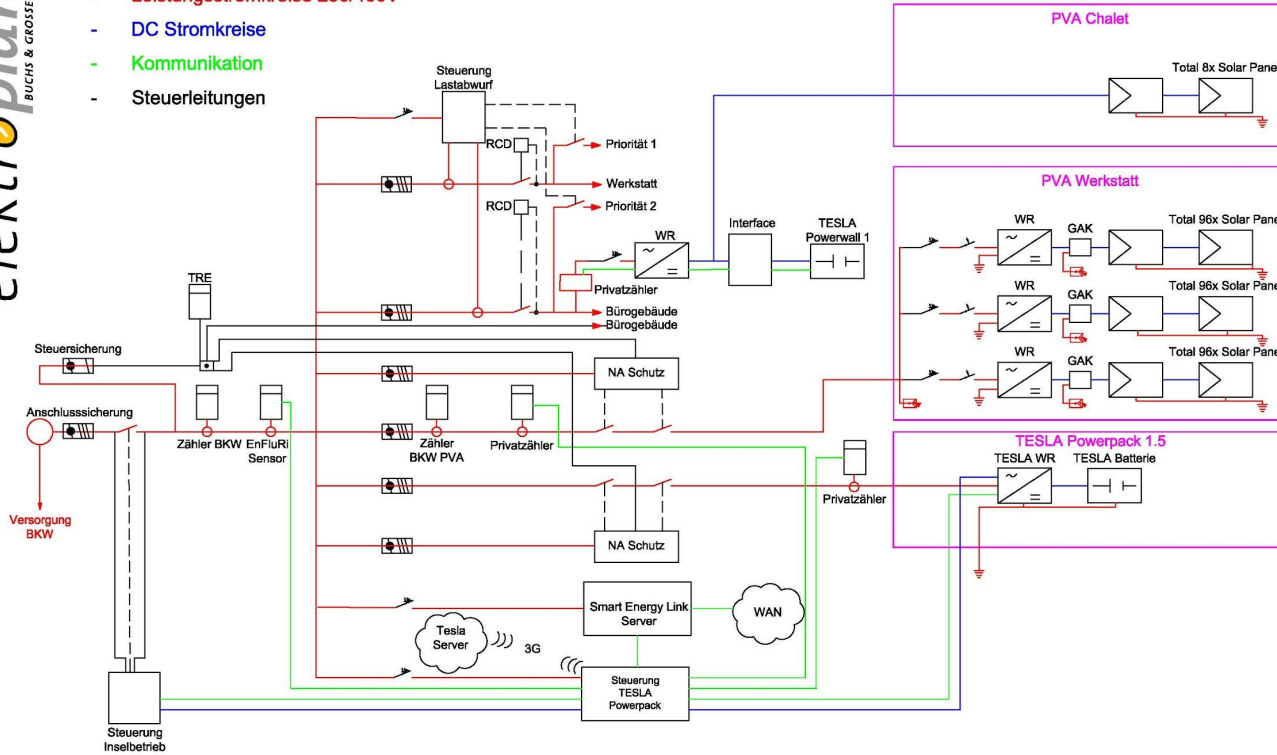 BUCHS & GROSSE
- DC Stromkreise
- Kommunikation
- Steuerleitungen
PVA Chalet
Total 8x Solar Pane
Steuerung
Lastabwurf
RCD
Priorität 1
Werkstatt
RCD
Priorität 2
WR
Interface
TESLA
Powerwall 1
Privatzähler
Bürogebäude
Bürogebäude
PVA Werkstatt
WR
GAK
Total 96x Solar Pane
WR
GAK
Total 96x Solar Pane
WR
GAK
Total 96x Solar Pane
TRE
Steuersicherung
Anschlusssicherung
Zähler BKW
EnFluRi
Sensor
Zähler
BKW PVA
Privatzähler
NA Schutz
Versorgung
BKW
TESLA Powerpack 1.5
TESLA WR
TESLA Batterie
Privatzähler
NA Schutz
Smart Energy Link
Server
WAN
Tesla
Server
3G
Steuerung
TESLA
Powerpack
Steuerung
Inselbetrieb